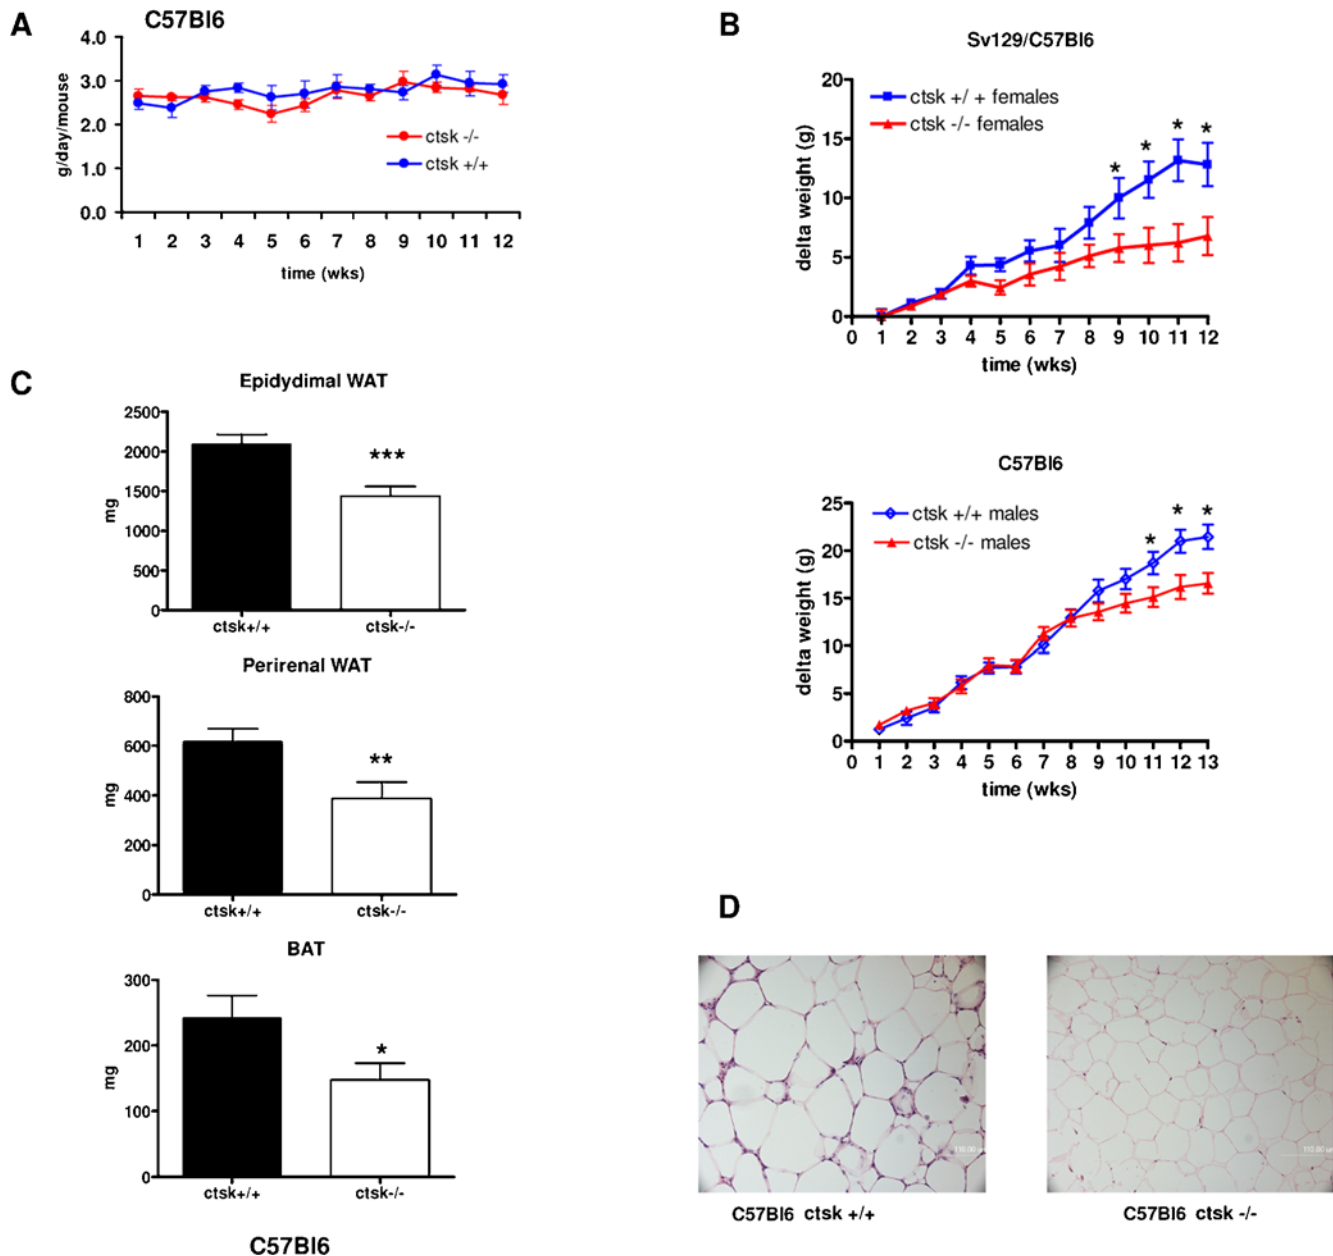 A
C57Bl6
4.0
3.0
2.0
1.0
0.0
g/day/mouse
ctsk -/-
ctsk +/+
1 2 3 4 5 6 7 8 9 10 11 12
time (wks)
B
Sv129/C57Bl6
20
15
10
5
0
delta weight (g)
ctsk +/ + females
ctsk -/- females
* * * *
0 1 2 3 4 5 6 7 8 9 10 11 12
time (wks)
C57Bl6
25
20
15
10
5
0
delta weight (g)
ctsk +/+ males
ctsk -/- males
* * *
0 1 2 3 4 5 6 7 8 9 10 11 12 13
time (wks)
C
Epidydimal WAT
2500
2000
1500
1000
500
0
mg
***
ctsk+/+ ctsk-/-
Perirenal WAT
800
600
400
200
0
mg
**
ctsk+/+ ctsk-/-
BAT
300
200
100
0
mg
*
ctsk+/+ ctsk-/-
C57Bl6
D
C57Bl6 ctsk +/+
C57Bl6 ctsk -/-